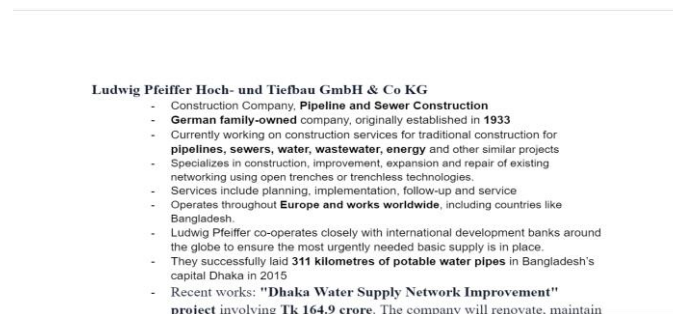 Ludwig Pfeiffer Hoch- und Tiefbau GmbH & Co KG
- Construction Company, Pipeline and Sewer Construction
- German family-owned company, originally established in 1933
- Currently working on construction services for traditional construction for
pipelines, sewers, water, wastewater, energy and other similar projects
- Specializes in construction, improvement, expansion and repair of existing
networking using open trenches or trenchless technologies.
- Services include planning, implementation, follow-up and service
- Operates throughout Europe and works worldwide, including countries like
Bangladesh.
- Ludwig Pfeiffer co-operates closely with international development banks around
the globe to ensure the most urgently needed basic supply is in place.
- They successfully laid 311 kilometres of potable water pipes in Bangladesh's
capital Dhaka in 2015
- Recent works: "Dhaka Water Supply Network Improvement"
project involving Tk 164.9 crore. The company will renovate, maintain